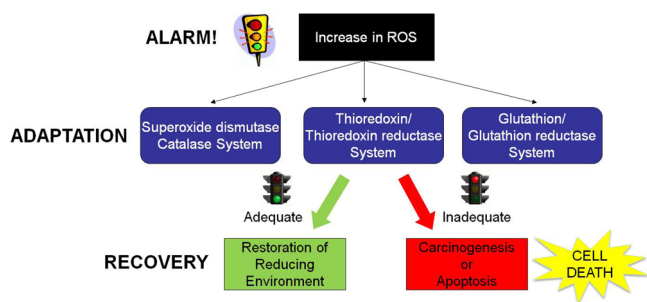 ALARM!
Increase in ROS
ADAPTATION
Superoxide dismutase
Catalase System
Thioredoxin/
Thioredoxin reductase
System
Glutathion/
Glutathion reductase
System
Adequate
Inadequate
RECOVERY
Restoration of
Reducing
Environment
Carcinogenesis
or
Apoptosis
CELL
DEATH